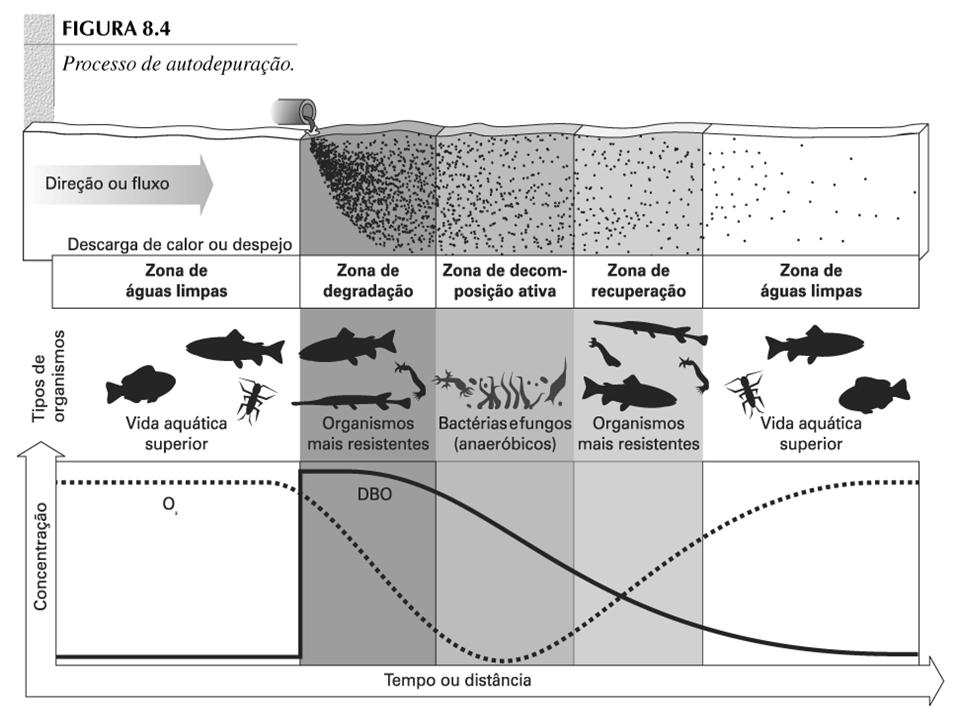 FIGURA 8.4
Processo de autodepuração.
Direção ou fluxo
Descarga de calor ou despejo
Zona de
águas limpas
Zona de
degradação
Zona de decom-
posição ativa
Zona de
recuperação
Zona de
águas limpas
Tipos de
organismos
Vida aquática
superior
Organismos
mais resistentes
Bactérias e fungos
(anaeróbicos)
Organismos
mais resistentes
Vida aquática
superior
Concentração
O₂
DBO
Tempo ou distância